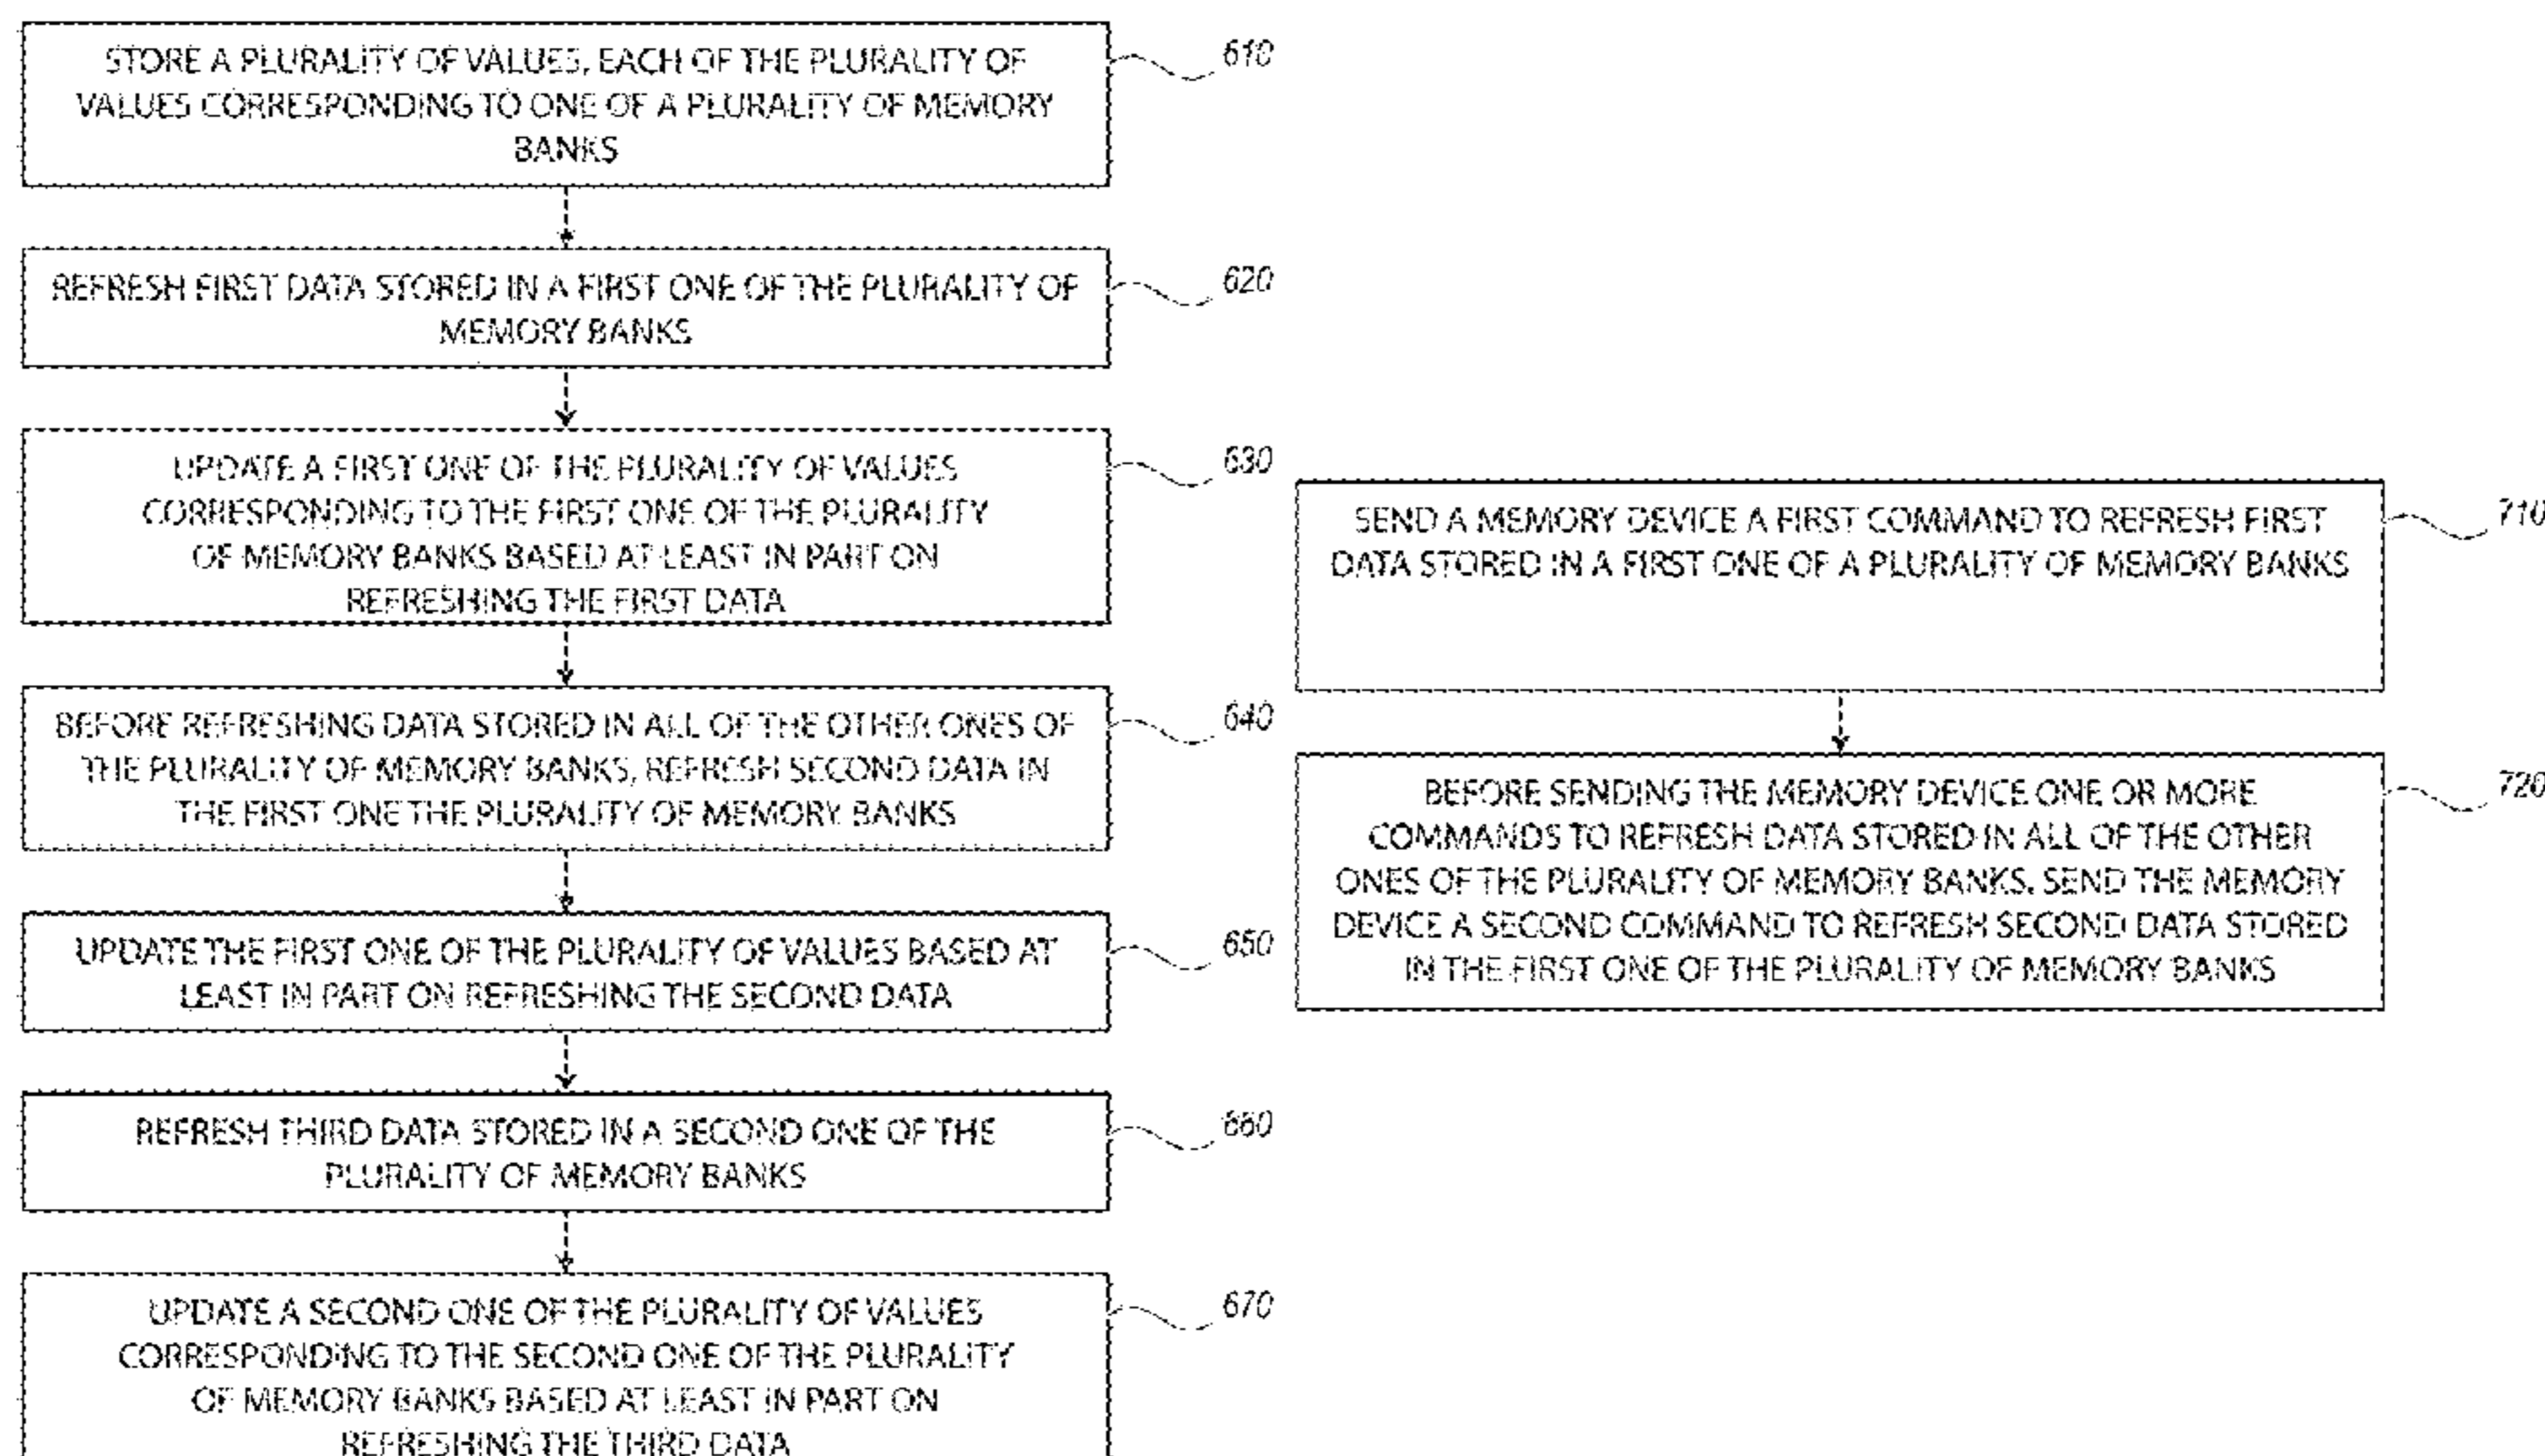 STORE A PLURALITY OF VALUES, EACH OF THE PLURALITY OF
VALUES CORRESPONDING TO ONE OF A PLURALITY OF MEMORY
BANKS
610
REFRESH FIRST DATA STORED IN A FIRST ONE OF THE PLURALITY OF
MEMORY BANKS
620
UPDATE A FIRST ONE OF THE PLURALITY OF VALUES
CORRESPONDING TO THE FIRST ONE OF THE PLURALITY
OF MEMORY BANKS BASED AT LEAST IN PART ON
REFRESHING THE FIRST DATA
630
BEFORE REFRESHING DATA STORED IN ALL OF THE OTHER ONES OF
THE PLURALITY OF MEMORY BANKS, REFRESH SECOND DATA IN
THE FIRST ONE THE PLURALITY OF MEMORY BANKS
640
UPDATE THE FIRST ONE OF THE PLURALITY OF VALUES BASED AT
LEAST IN PART ON REFRESHING THE SECOND DATA
650
REFRESH THIRD DATA STORED IN A SECOND ONE OF THE
PLURALITY OF MEMORY BANKS
660
UPDATE A SECOND ONE OF THE PLURALITY OF VALUES
CORRESPONDING TO THE SECOND ONE OF THE PLURALITY
OF MEMORY BANKS BASED AT LEAST IN PART ON
REFRESHING THE THIRD DATA
670
SEND A MEMORY DEVICE A FIRST COMMAND TO REFRESH FIRST
DATA STORED IN A FIRST ONE OF A PLURALITY OF MEMORY BANKS
710
BEFORE SENDING THE MEMORY DEVICE ONE OR MORE
COMMANDS TO REFRESH DATA STORED IN ALL OF THE OTHER
ONES OF THE PLURALITY OF MEMORY BANKS, SEND THE MEMORY
DEVICE A SECOND COMMAND TO REFRESH SECOND DATA STORED
IN THE FIRST ONE OF THE PLURALITY OF MEMORY BANKS
720